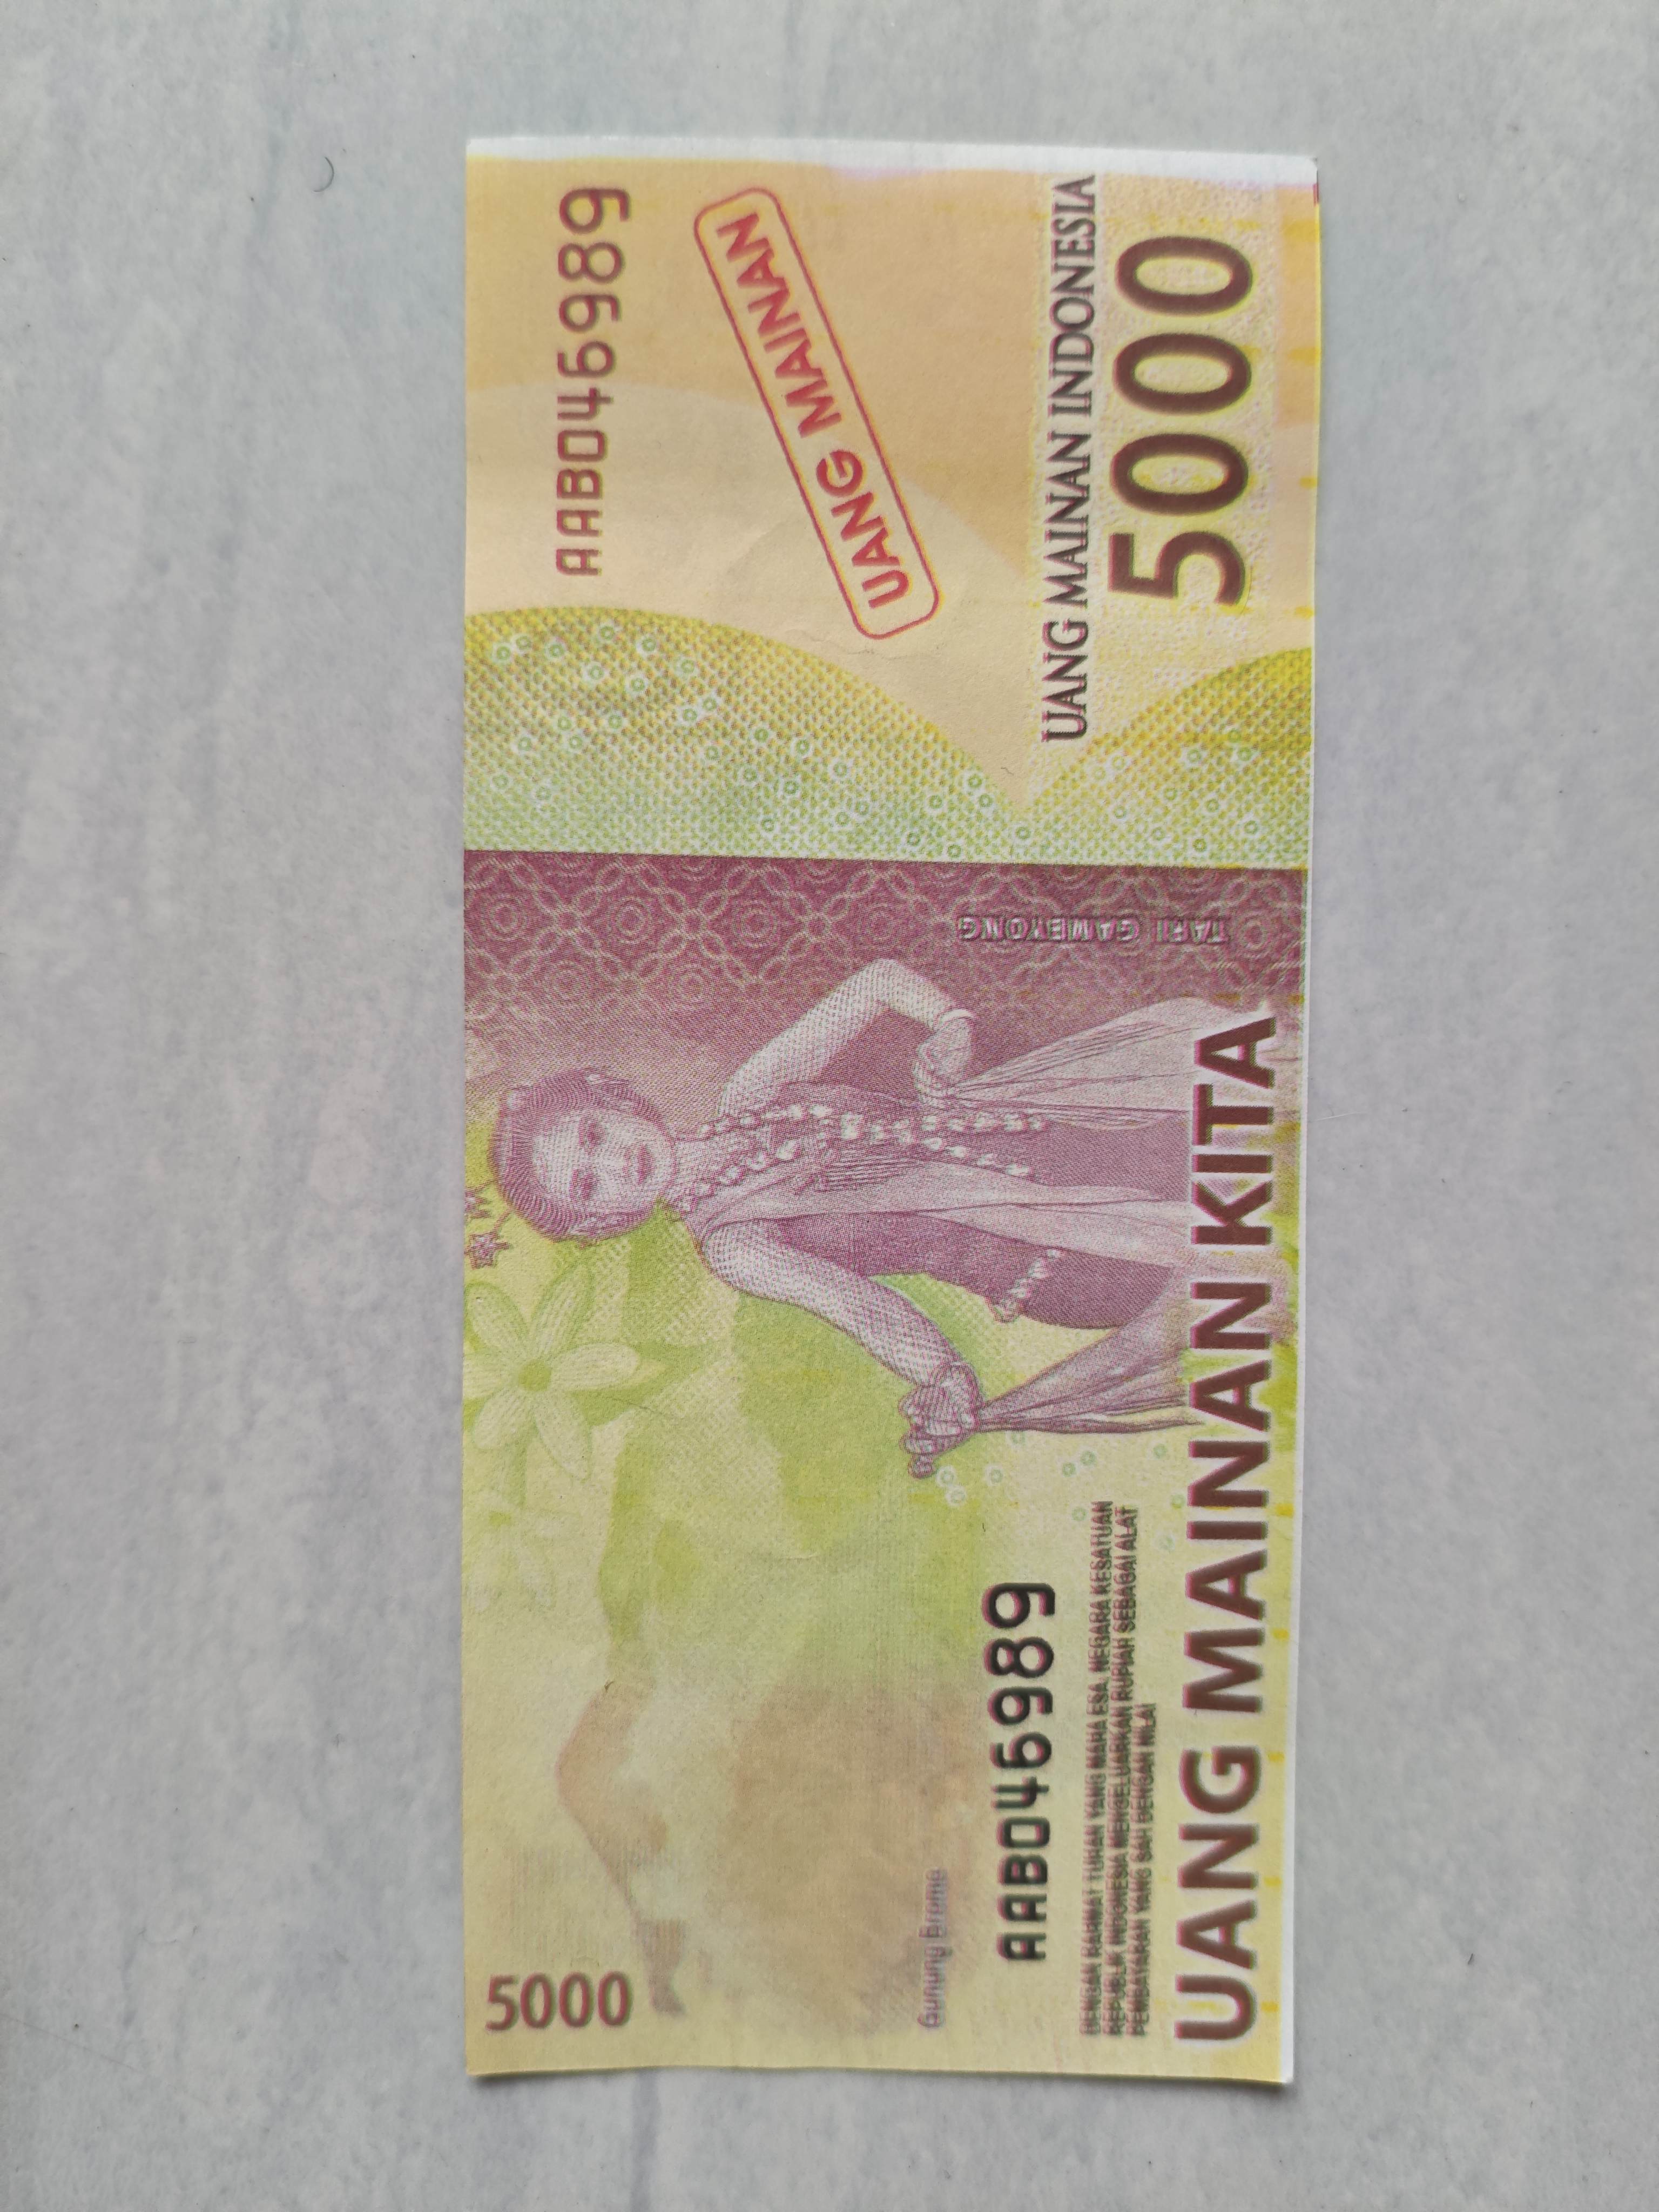 5000
Gunung Bromo
AAB046989
DENGAN RAHMAT TUHAN YANG MAHA ESA, NEGARA KESATUAN
REPUBLIK INDONESIA MENGELUARKAN RUPIAH SEBAGAI ALAT
PEMBAYARAN YANG SAH DENGAN NILAI
UANG MAINAN KITA
TARI GAMBYONG
AAB046989
UANG MAINAN
UANG MAINAN INDONESIA
5000